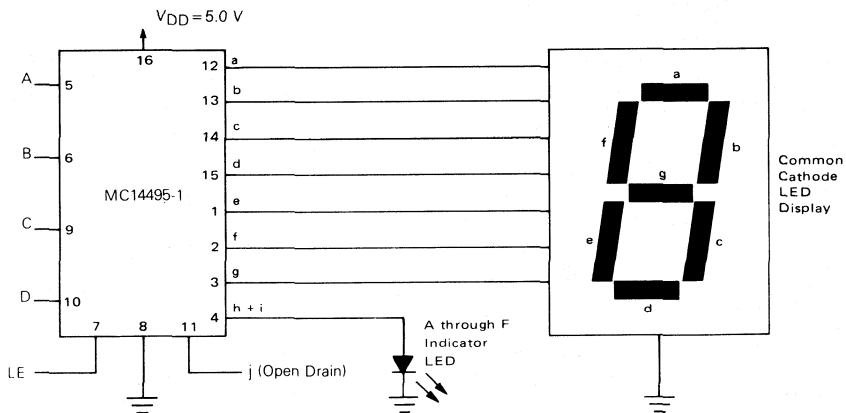 VDD = 5.0 V
16
A
5
B
6
C
9
D
10
MC14495-1
12 a
13 b
14 c
15 d
1 e
2 f
3 g
4 h + i
7
8
11
LE
j (Open Drain)
A through F
Indicator
LED
a
f
b
g
e
c
d
Common
Cathode
LED
Display